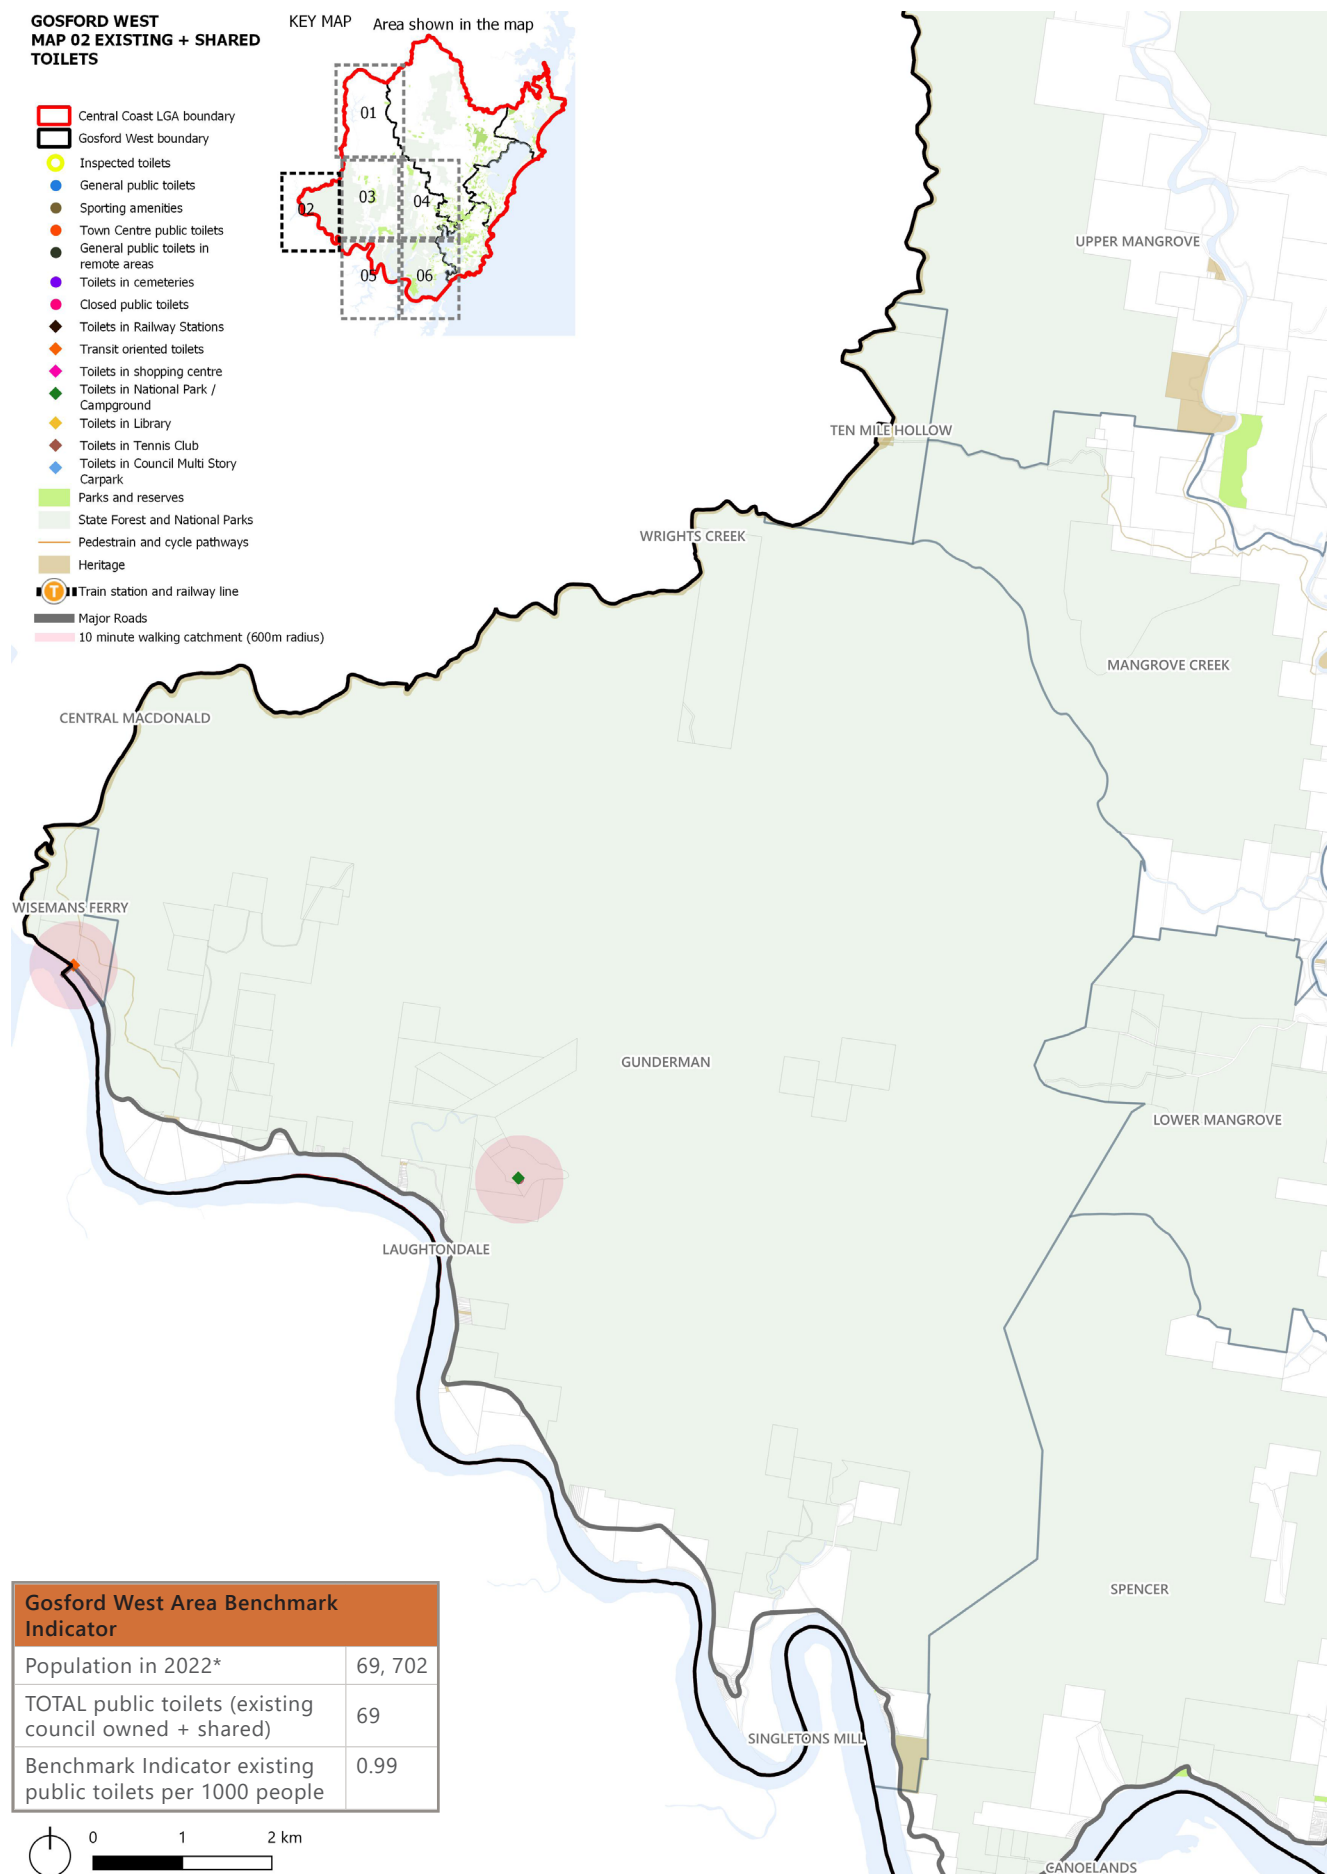 GOSFORD WEST
MAP 02 EXISTING + SHARED
TOILETS
KEY MAP
Area shown in the map
01
02
03
04
05
06
Central Coast LGA boundary
Gosford West boundary
Inspected toilets
General public toilets
Sporting amenities
Town Centre public toilets
General public toilets in
remote areas
Toilets in cemeteries
Closed public toilets
Toilets in Railway Stations
Transit oriented toilets
Toilets in shopping centre
Toilets in National Park /
Campground
Toilets in Library
Toilets in Tennis Club
Toilets in Council Multi Story
Carpark
Parks and reserves
State Forest and National Parks
Pedestrain and cycle pathways
Heritage
T
Train station and railway line
Major Roads
10 minute walking catchment (600m radius)
UPPER MANGROVE
TEN MILE HOLLOW
WRIGHTS CREEK
MANGROVE CREEK
CENTRAL MACDONALD
WISEMANS FERRY
GUNDERMAN
LOWER MANGROVE
LAUGHTONDALE
SPENCER
SINGLETONS MILL
CANOELANDS
Gosford West Area Benchmark
Indicator
Population in 2022* 69, 702
TOTAL public toilets (existing
council owned + shared) 69
Benchmark Indicator existing
public toilets per 1000 people 0.99
0 1 2 km